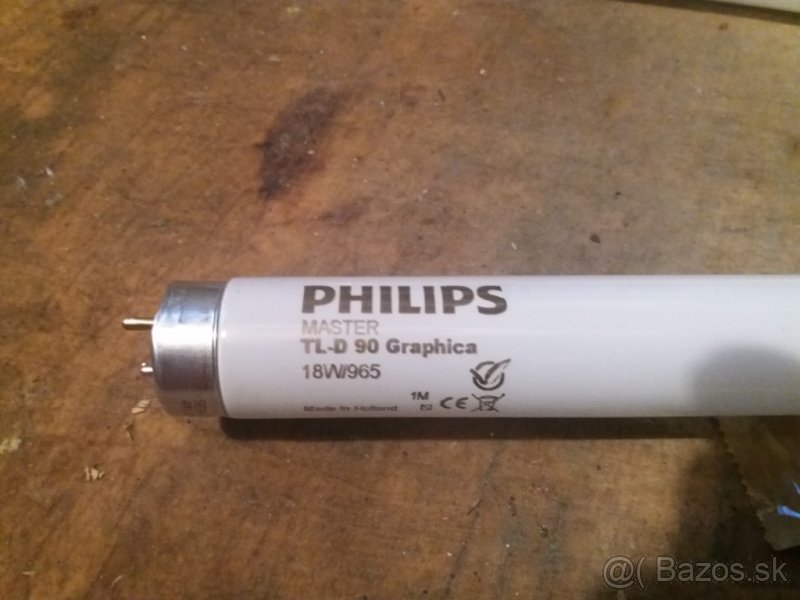 PHILIPS
MASTER
TL-D 90 Graphica
18W/965
1M
Made in Holland
CE
@( Bazos.sk